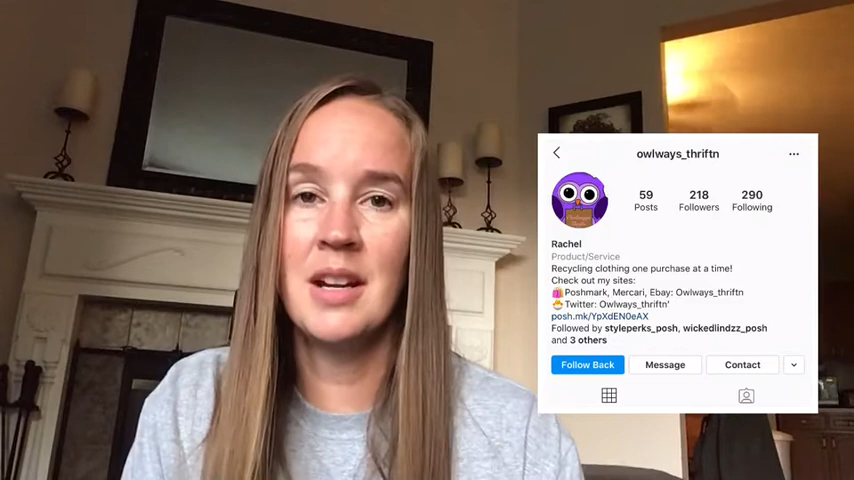 owlways_thriftn
59 218 290
Posts Followers Following
Rachel
Product/Service
Recycling clothing one purchase at a time!
Check out my sites:
🛍️Poshmark, Mercari, Ebay: Owlways_thriftn
🐣Twitter: Owlways_thriftn'
posh.mk/YpXdEN0eAX
Followed by styleperks_posh, wickedlindzz_posh
and 3 others
Follow Back Message Contact